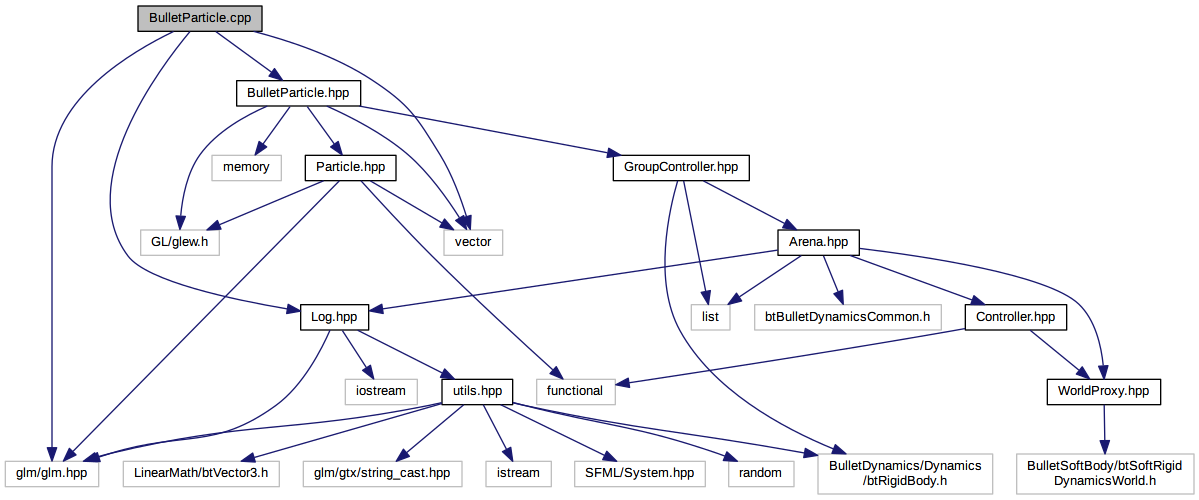 BulletParticle.cpp
BulletParticle.hpp
memory
Particle.hpp
GroupController.hpp
GL/glew.h
vector
Arena.hpp
Log.hpp
list
btBulletDynamicsCommon.h
Controller.hpp
iostream
utils.hpp
functional
WorldProxy.hpp
glm/glm.hpp
LinearMath/btVector3.h
glm/gtx/string_cast.hpp
istream
SFML/System.hpp
random
BulletDynamics/Dynamics
/btRigidBody.h
BulletSoftBody/btSoftRigid
DynamicsWorld.h